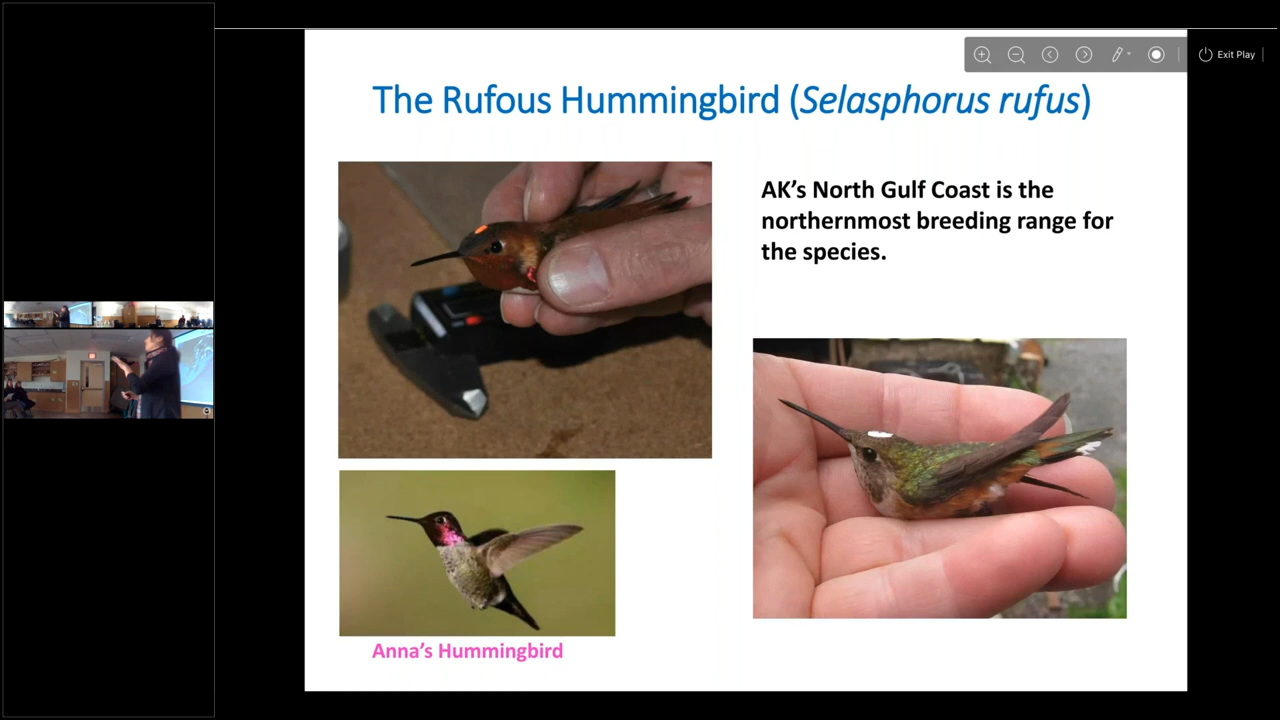 Exit Play
The Rufous Hummingbird (Selasphorus rufus)
AK's North Gulf Coast is the
northernmost breeding range for
the species.
Anna's Hummingbird